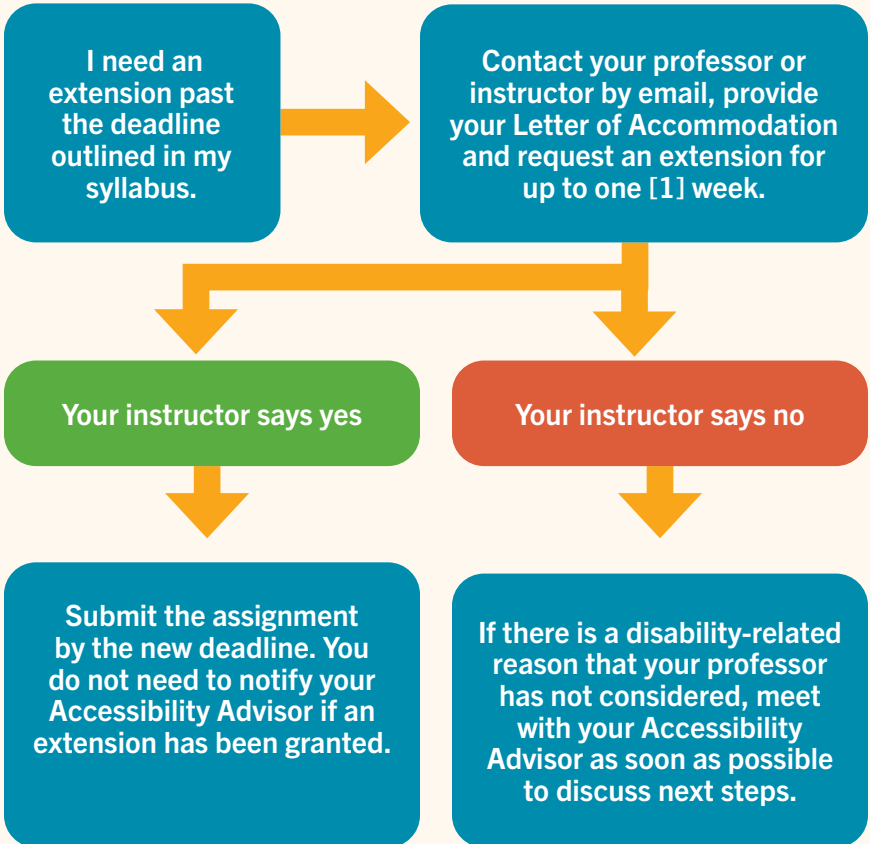 I need an
extension past
the deadline
outlined in my
syllabus.
Contact your professor or
instructor by email, provide
your Letter of Accommodation
and request an extension for
up to one [1] week.
Your instructor says yes
Your instructor says no
Submit the assignment
by the new deadline. You
do not need to notify your
Accessibility Advisor if an
extension has been granted.
If there is a disability-related
reason that your professor
has not considered, meet
with your Accessibility
Advisor as soon as possible
to discuss next steps.